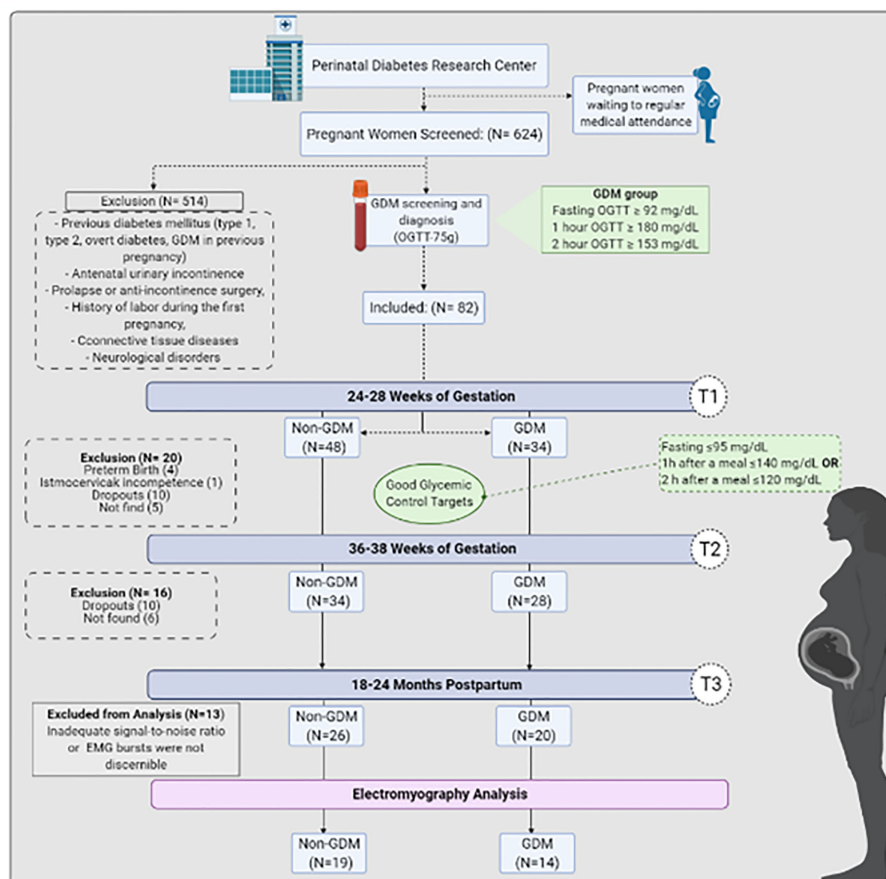 Perinatal Diabetes Research Center
Pregnant women
waiting to regular
medical attendance
Pregnant Women Screened: (N= 624)
Exclusion (N= 514)
- Previous diabetes mellitus (type 1,
type 2, overt diabetes, GDM in previous
pregnancy)
- Antenatal urinary incontinence
- Prolapse or anti-incontinence surgery,
- History of labor during the first
pregnancy,
- Cconnective tissue diseases
- Neurological disorders
GDM screening and
diagnosis
(OGTT-75g)
GDM group
Fasting OGTT ≥ 92 mg/dL
1 hour OGTT ≥ 180 mg/dL
2 hour OGTT ≥ 153 mg/dL
Included: (N= 82)
24-28 Weeks of Gestation
T1
Non-GDM
(N=48)
GDM
(N=34)
Exclusion (N= 20)
Preterm Birth (4)
Istmocervicak incompetence (1)
Dropouts (10)
Not find (5)
Good Glycemic
Control Targets
Fasting ≤95 mg/dL
1h after a meal ≤140 mg/dL OR
2 h after a meal ≤120 mg/dL
36-38 Weeks of Gestation
T2
Exclusion (N= 16)
Dropouts (10)
Not found (6)
Non-GDM
(N=34)
GDM
(N=28)
18-24 Months Postpartum
T3
Excluded from Analysis (N=13)
Inadequate signal-to-noise ratio
or EMG bursts were not
discernible
Non-GDM
(N=26)
GDM
(N=20)
Electromyography Analysis
Non-GDM
(N=19)
GDM
(N=14)